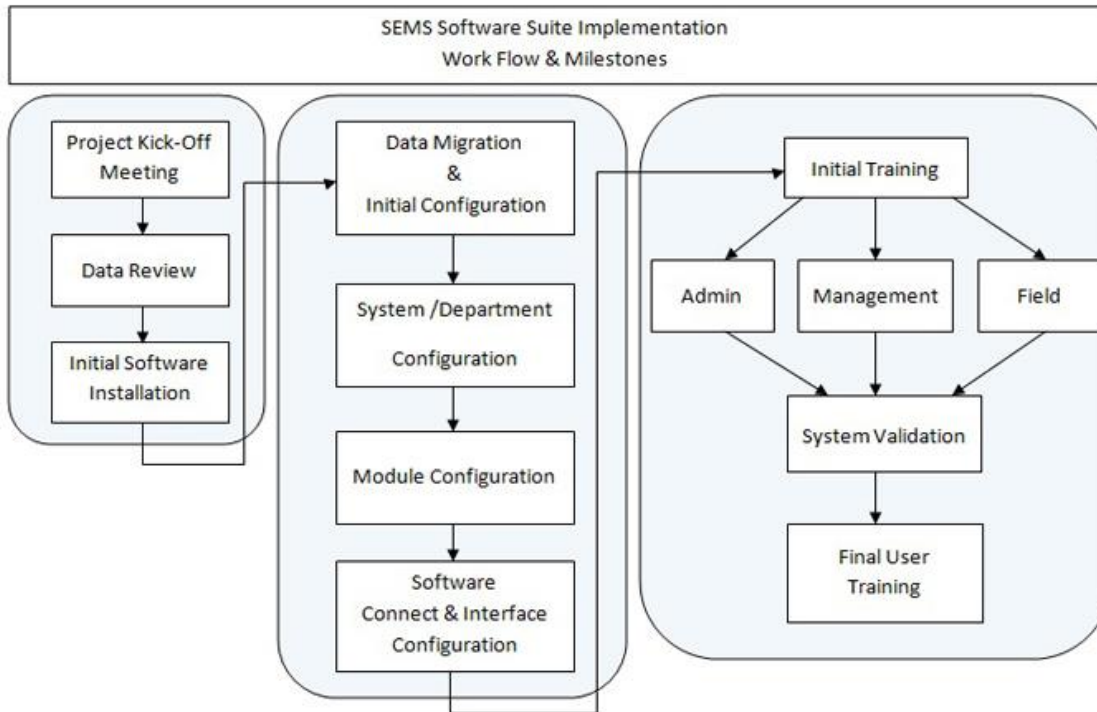 SEMS Software Suite Implementation
Work Flow & Milestones
Project Kick-Off
Meeting
Data Review
Initial Software
Installation
Data Migration
&
Initial Configuration
System /Department
Configuration
Module Configuration
Software
Connect & Interface
Configuration
Initial Training
Admin
Management
Field
System Validation
Final User
Training